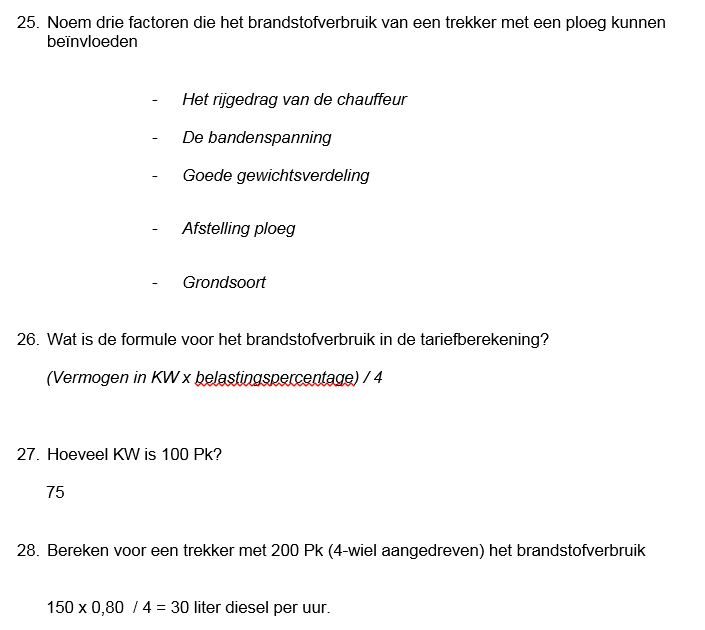 25. Noem drie factoren die het brandstofverbruik van een trekker met een ploeg kunnen
beïnvloeden
- Het rijgedrag van de chauffeur
- De bandenspanning
- Goede gewichtsverdeling
- Afstelling ploeg
- Grondsoort
26. Wat is de formule voor het brandstofverbruik in de tariefberekening?
(Vermogen in KW x belastingspercentage) / 4
27. Hoeveel KW is 100 Pk?
75
28. Bereken voor een trekker met 200 Pk (4-wiel aangedreven) het brandstofverbruik
150 x 0,80 / 4 = 30 liter diesel per uur.